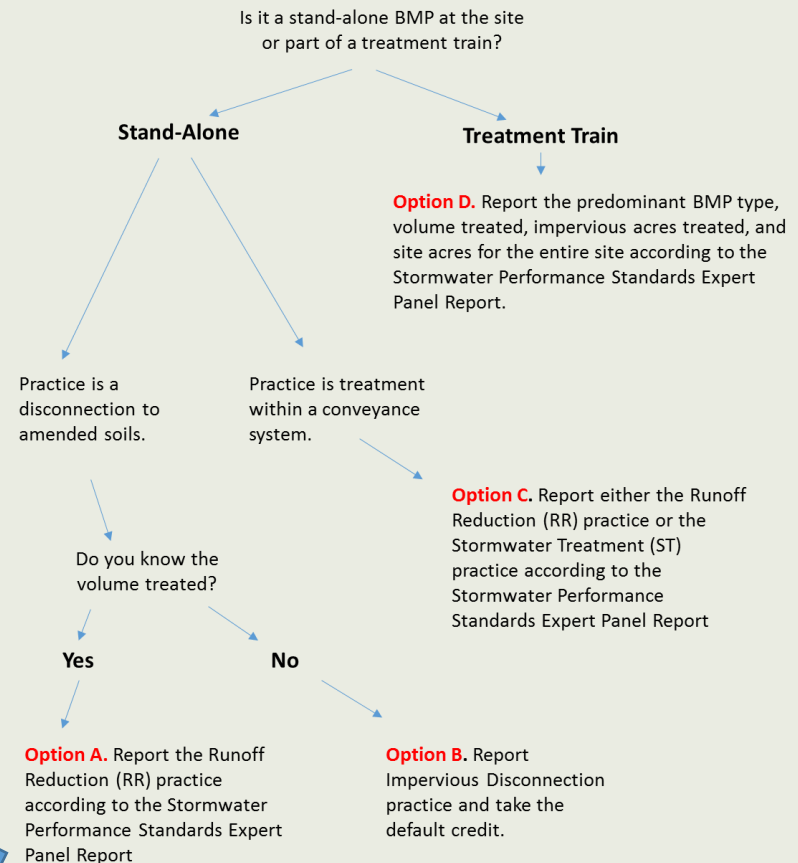 Is it a stand-alone BMP at the site
or part of a treatment train?
Stand-Alone
Treatment Train
Option D. Report the predominant BMP type,
volume treated, impervious acres treated, and
site acres for the entire site according to the
Stormwater Performance Standards Expert
Panel Report.
Practice is a
disconnection to
amended soils.
Practice is treatment
within a conveyance
system.
Option C. Report either the Runoff
Reduction (RR) practice or the
Stormwater Treatment (ST)
practice according to the
Stormwater Performance
Standards Expert Panel Report
Do you know the
volume treated?
Yes
No
Option A. Report the Runoff
Reduction (RR) practice
according to the Stormwater
Performance Standards Expert
Panel Report
Option B. Report
Impervious Disconnection
practice and take the
default credit.